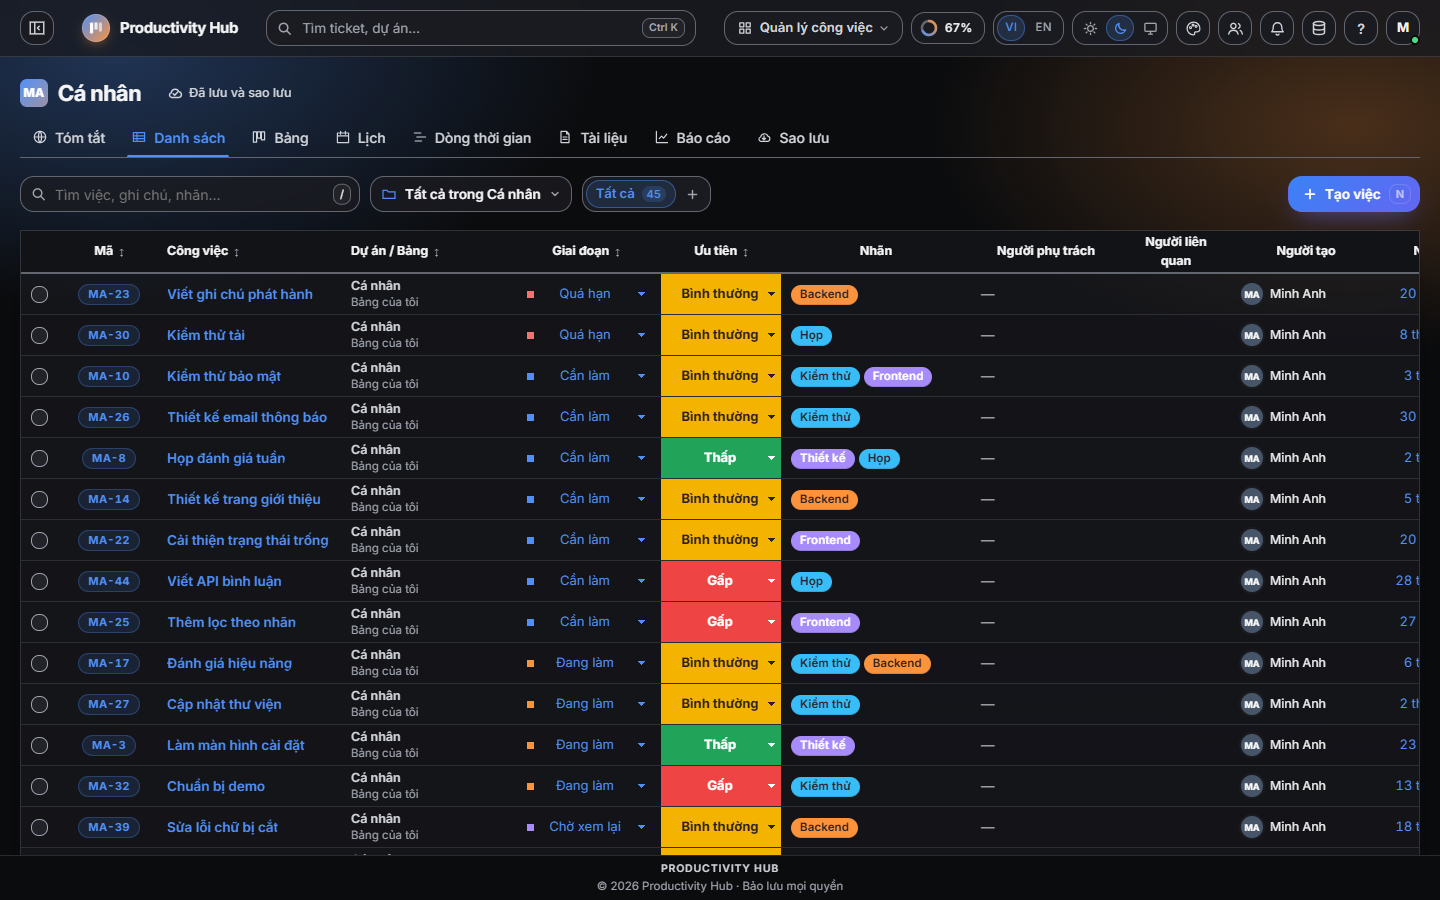 Productivity Hub
Tìm ticket, dự án...
Ctrl K
Quản lý công việc
67%
VI
EN
?
M
MA
Cá nhân
Đã lưu và sao lưu
Tóm tắt
Danh sách
Bảng
Lịch
Dòng thời gian
Tài liệu
Báo cáo
Sao lưu
Tìm việc, ghi chú, nhãn...
/
Tất cả trong Cá nhân
Tất cả 45
+
+ Tạo việc N
Mã ↕ Công việc ↕ Dự án / Bảng ↕ Giai đoạn ↕ Ưu tiên ↕ Nhãn Người phụ trách Người liên quan Người tạo
MA-23 Viết ghi chú phát hành Cá nhân Bảng của tôi Quá hạn Bình thường Backend — MA Minh Anh 20
MA-30 Kiểm thử tải Cá nhân Bảng của tôi Quá hạn Bình thường Họp — MA Minh Anh 8
MA-10 Kiểm thử bảo mật Cá nhân Bảng của tôi Cần làm Bình thường Kiểm thử Frontend — MA Minh Anh 3
MA-26 Thiết kế email thông báo Cá nhân Bảng của tôi Cần làm Bình thường Kiểm thử — MA Minh Anh 30
MA-8 Họp đánh giá tuần Cá nhân Bảng của tôi Cần làm Thấp Thiết kế Họp — MA Minh Anh 2
MA-14 Thiết kế trang giới thiệu Cá nhân Bảng của tôi Cần làm Bình thường Backend — MA Minh Anh 5
MA-22 Cải thiện trạng thái trống Cá nhân Bảng của tôi Cần làm Bình thường Frontend — MA Minh Anh 20
MA-44 Viết API bình luận Cá nhân Bảng của tôi Cần làm Gấp Họp — MA Minh Anh 28
MA-25 Thêm lọc theo nhãn Cá nhân Bảng của tôi Cần làm Gấp Frontend — MA Minh Anh 27
MA-17 Đánh giá hiệu năng Cá nhân Bảng của tôi Đang làm Bình thường Kiểm thử Backend — MA Minh Anh 6
MA-27 Cập nhật thư viện Cá nhân Bảng của tôi Đang làm Bình thường Kiểm thử — MA Minh Anh 2
MA-3 Làm màn hình cài đặt Cá nhân Bảng của tôi Đang làm Thấp Thiết kế — MA Minh Anh 23
MA-32 Chuẩn bị demo Cá nhân Bảng của tôi Đang làm Gấp Kiểm thử — MA Minh Anh 13
MA-39 Sửa lỗi chữ bị cắt Cá nhân Bảng của tôi Chờ xem lại Bình thường Backend — MA Minh Anh 18
PRODUCTIVITY HUB
© 2026 Productivity Hub · Bảo lưu mọi quyền